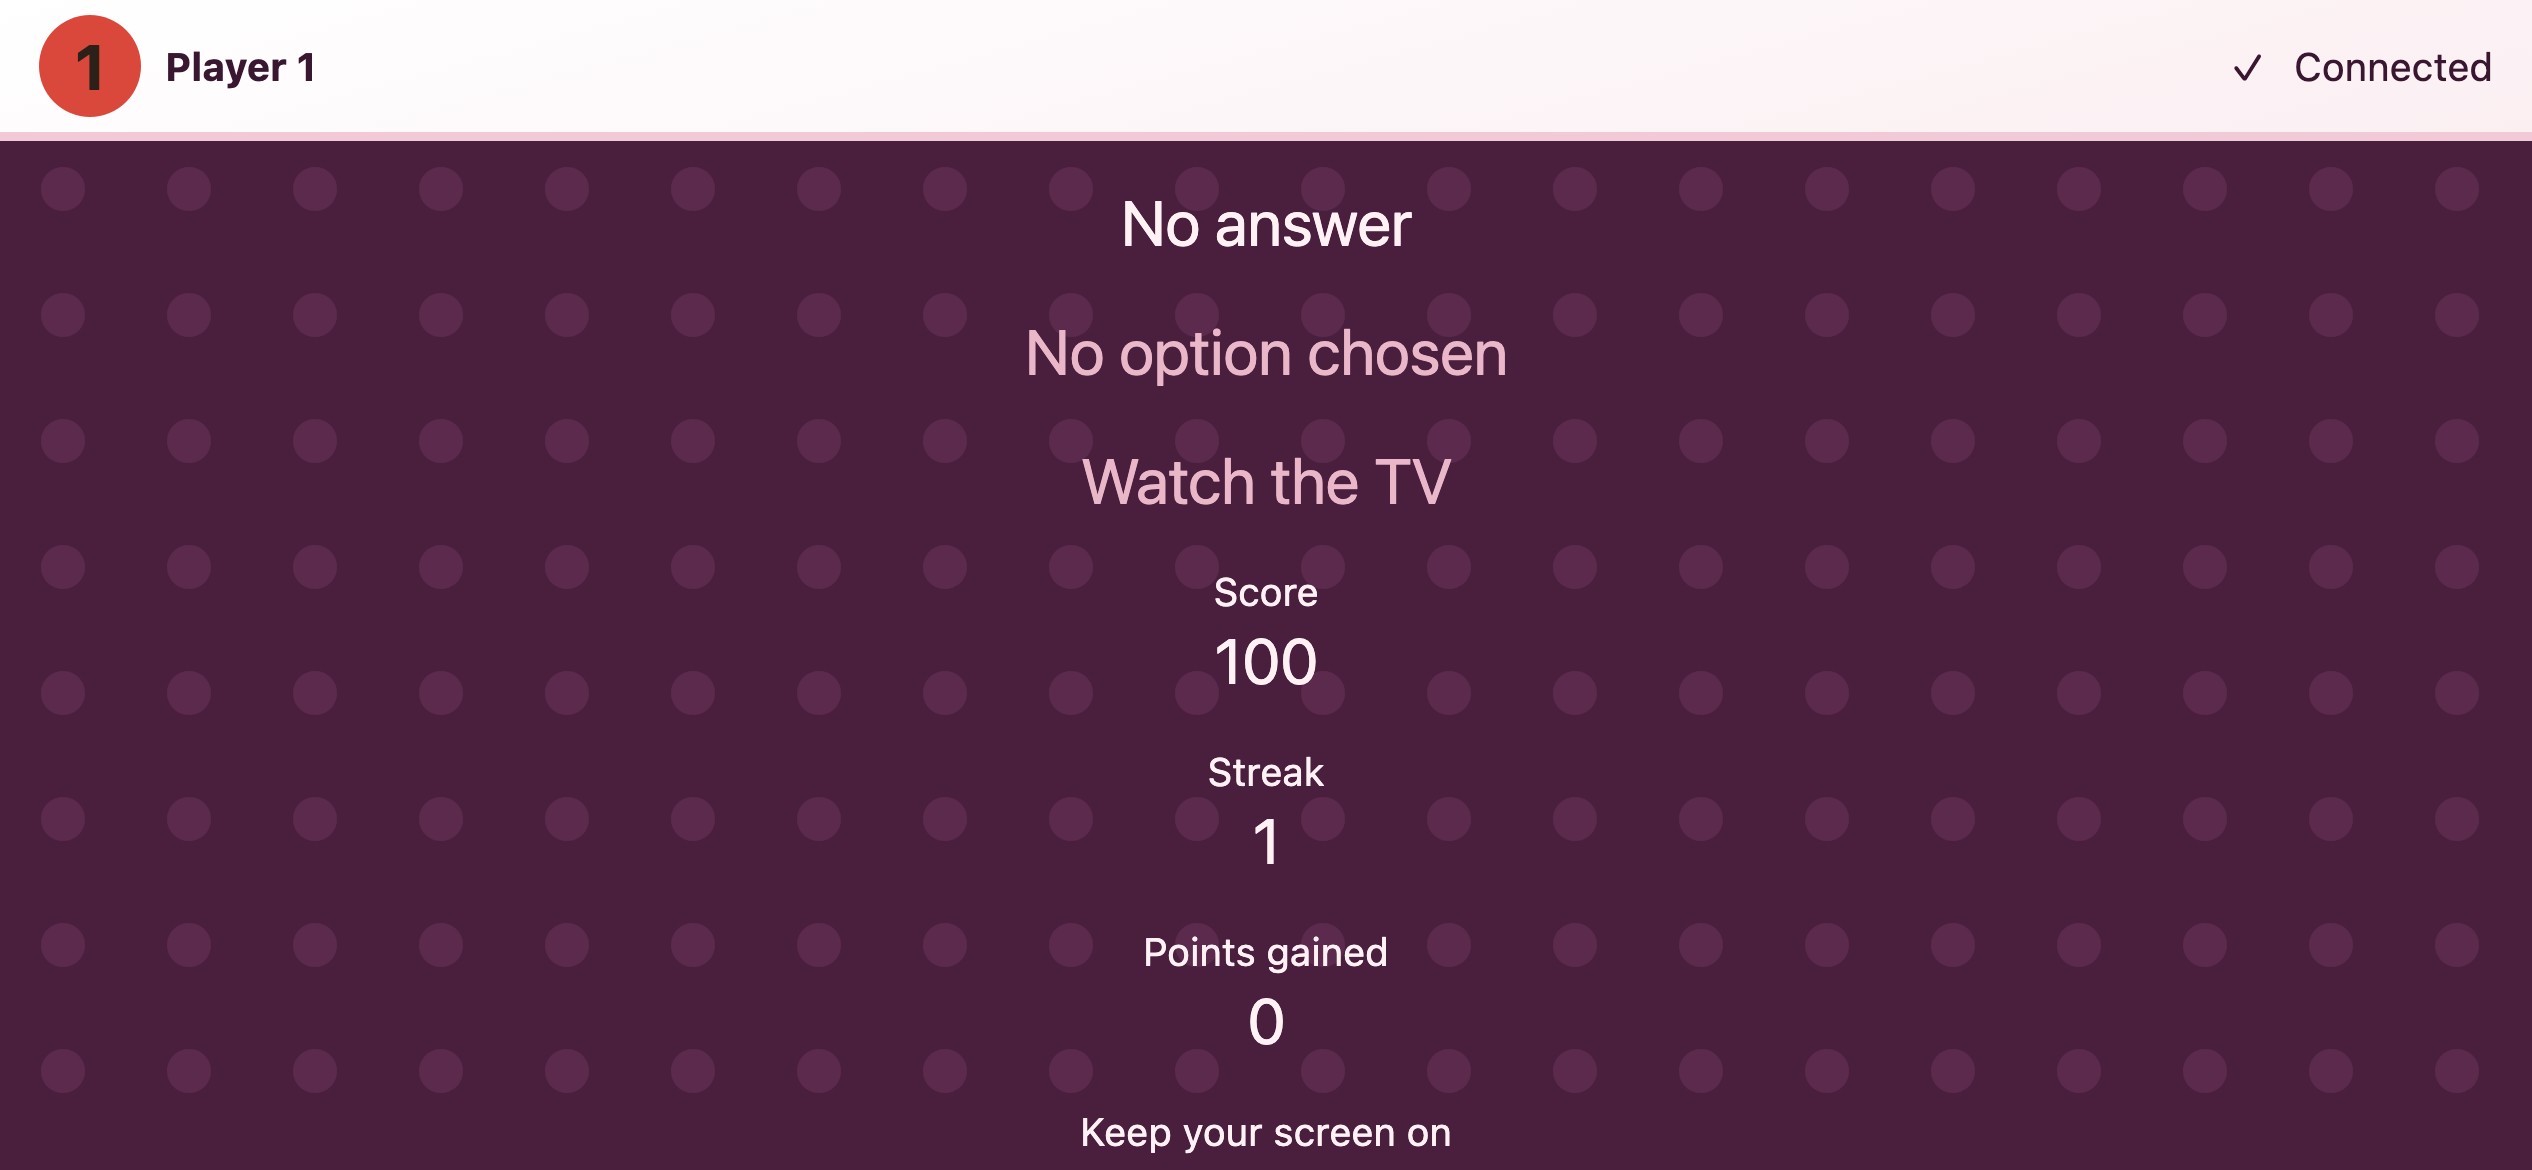 1 Player 1
✓ Connected
No answer
No option chosen
Watch the TV
Score
100
Streak
1
Points gained
0
Keep your screen on